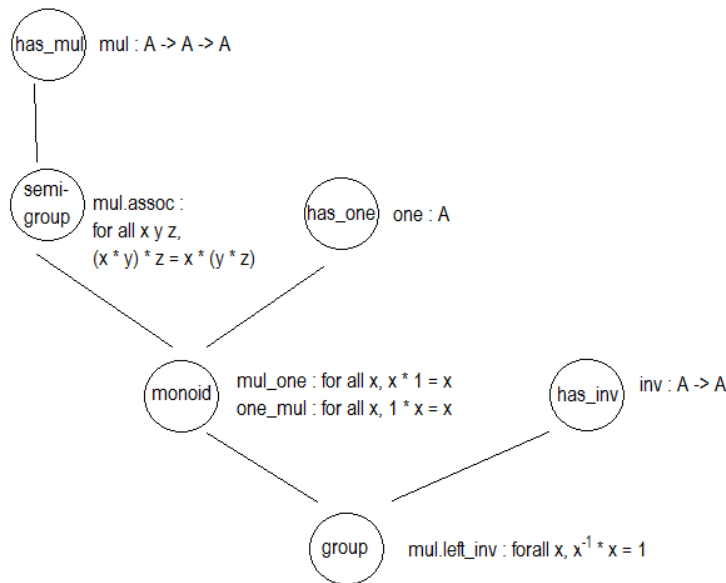 has_mul mul : A -> A -> A
semi-
group
mul.assoc :
for all x y z,
(x * y) * z = x * (y * z)
has_one one : A
monoid
mul_one : for all x, x * 1 = x
one_mul : for all x, 1 * x = x
has_inv inv : A -> A
group mul.left_inv : forall x, x⁻¹ * x = 1